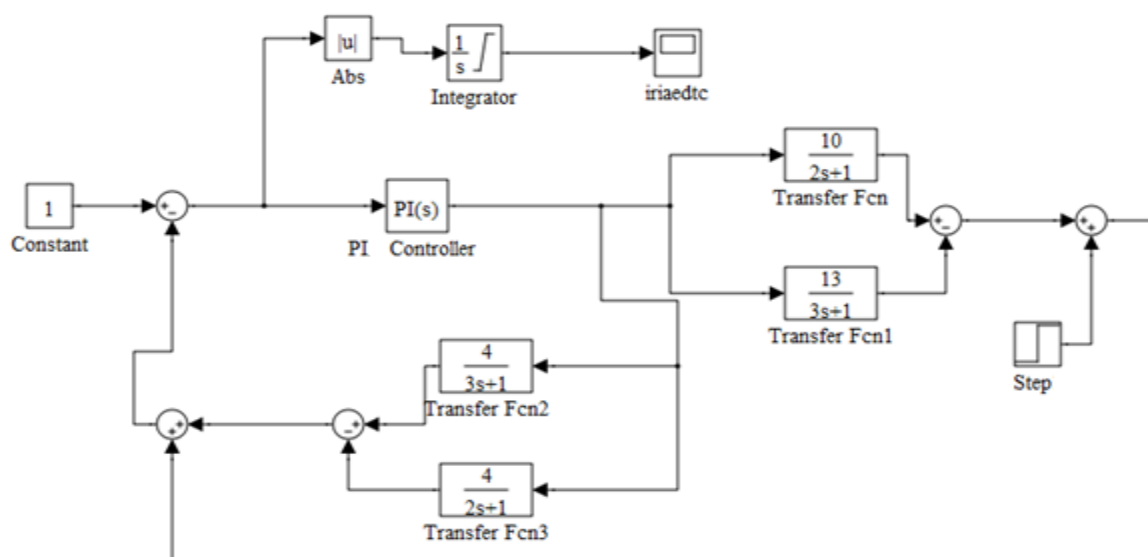 |u|
Abs
1
s
Integrator
iriaedtc
10
2s+1
Transfer Fcn
1
Constant
+
-
PI(s)
PI Controller
+
-
+
+
13
3s+1
Transfer Fcn1
Step
4
3s+1
Transfer Fcn2
+
+
-
+
4
2s+1
Transfer Fcn3